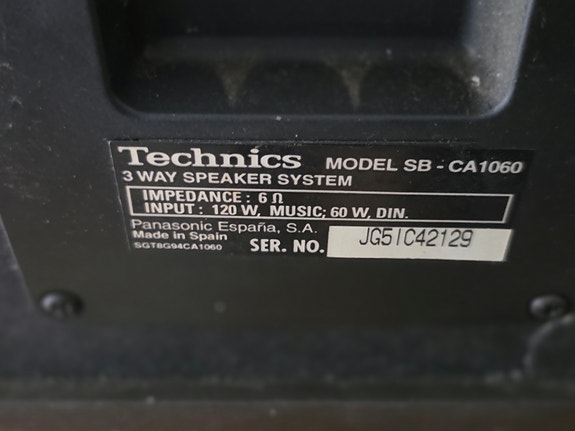 Technics MODEL SB - CA1060
3 WAY SPEAKER SYSTEM
IMPEDANCE : 6 Ω
INPUT : 120 W, MUSIC; 60 W, DIN.
Panasonic España, S.A.
Made in Spain
SGT8G94CA1060
SER. NO. JG5IC42129